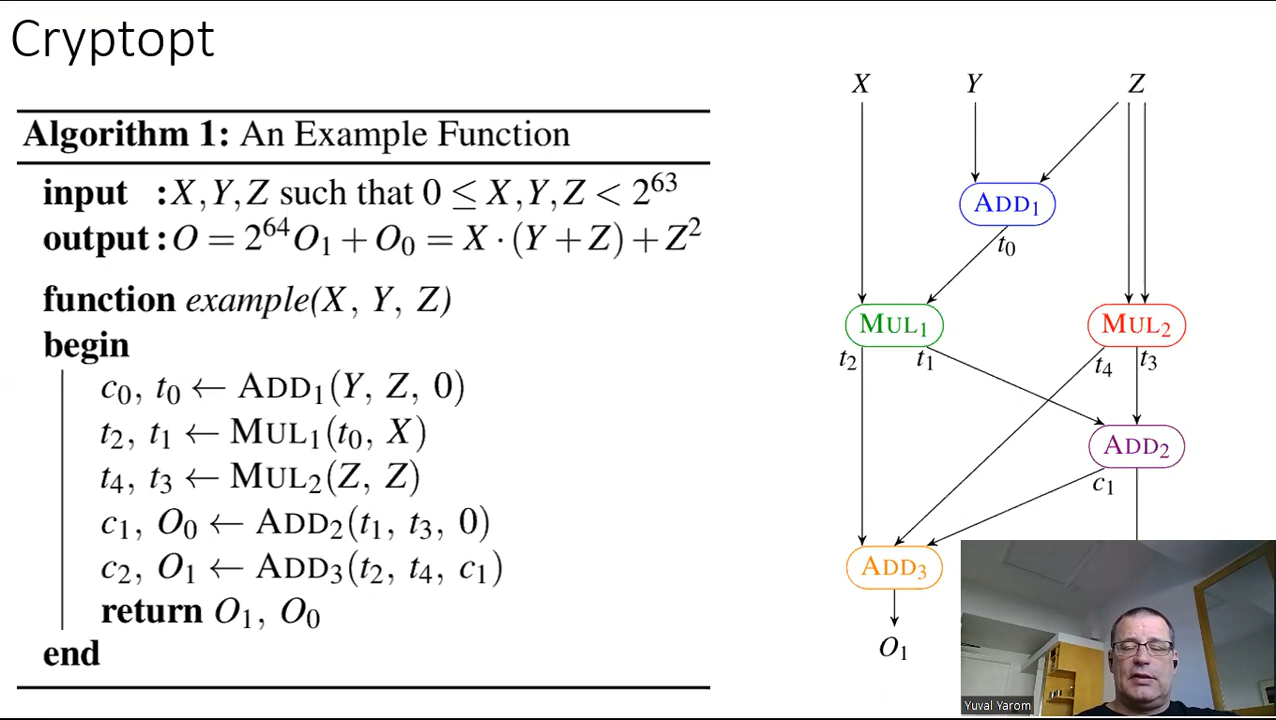 Cryptopt
Algorithm 1: An Example Function
input : X, Y, Z such that 0 ≤ X, Y, Z < 2^63
output : O = 2^64 O₁ + O₀ = X · (Y + Z) + Z^2
function example(X, Y, Z)
begin
c₀, t₀ ← ADD₁(Y, Z, 0)
t₂, t₁ ← MUL₁(t₀, X)
t₄, t₃ ← MUL₂(Z, Z)
c₁, O₀ ← ADD₂(t₁, t₃, 0)
c₂, O₁ ← ADD₃(t₂, t₄, c₁)
return O₁, O₀
end
X Y Z
ADD₁
t₀
MUL₁ MUL₂
t₂ t₁ t₄ t₃
ADD₂
c₁
ADD₃
O₁
Yuval Yarom